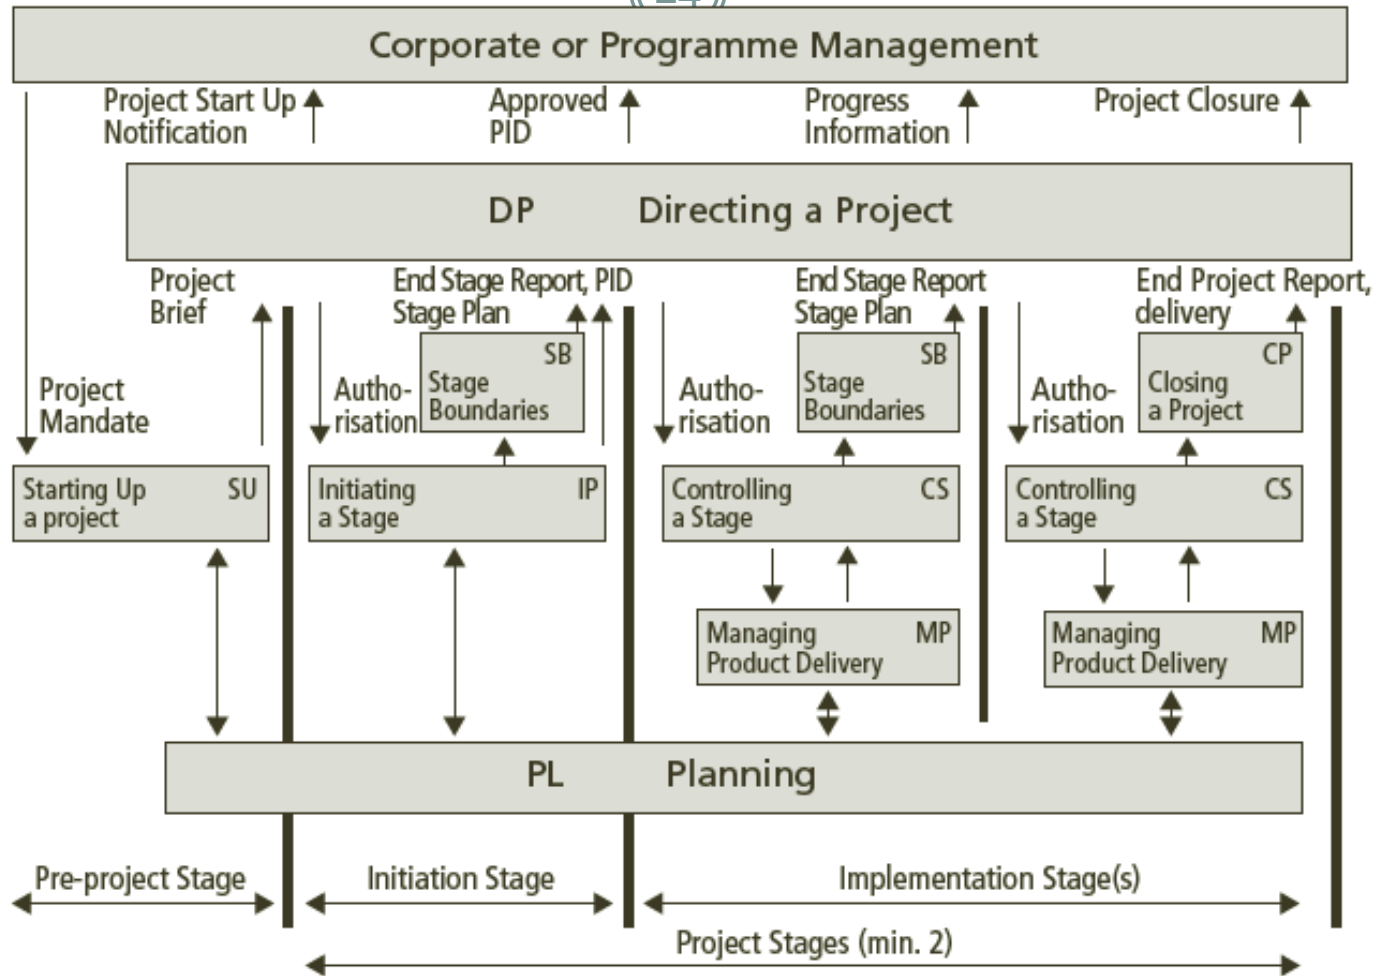 Corporate or Programme Management
Project Start Up
Notification
Approved
PID
Progress
Information
Project Closure
DP Directing a Project
Project
Brief
End Stage Report, PID
Stage Plan
End Stage Report
Stage Plan
End Project Report,
delivery
Project
Mandate
Autho-
risation
SB
Stage
Boundaries
Autho-
risation
SB
Stage
Boundaries
Autho-
risation
CP
Closing
a Project
Starting Up SU
a project
Initiating IP
a Stage
Controlling CS
a Stage
Controlling CS
a Stage
Managing MP
Product Delivery
Managing MP
Product Delivery
PL Planning
Pre-project Stage
Initiation Stage
Implementation Stage(s)
Project Stages (min. 2)